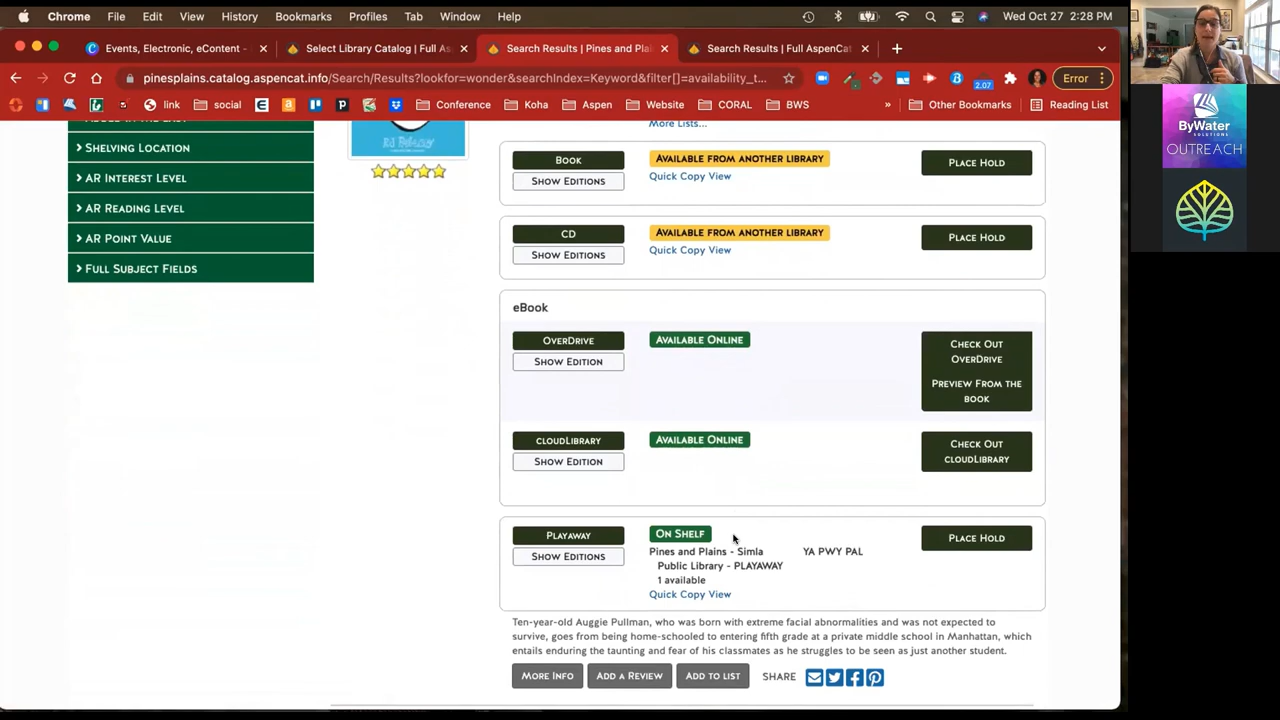 Chrome File Edit View History Bookmarks Profiles Tab Window Help Wed Oct 27 2:28 PM
Events, Electronic, eContent - Select Library Catalog | Full As Search Results | Pines and Plai Search Results | Full AspenCat
pinesplains.catalog.aspencat.info/Search/Results?lookfor=wonder&searchIndex=Keyword&filter[]=availability_t... 2.07 Error
link social Conference Koha Aspen Website CORAL BWS » Other Bookmarks Reading List
ByWater
SOLUTIONS
OUTREACH
More Lists...
SHELVING LOCATION
AR INTEREST LEVEL
AR READING LEVEL
AR POINT VALUE
FULL SUBJECT FIELDS
BOOK AVAILABLE FROM ANOTHER LIBRARY PLACE HOLD
SHOW EDITIONS Quick Copy View
CD AVAILABLE FROM ANOTHER LIBRARY PLACE HOLD
SHOW EDITIONS Quick Copy View
eBook
OVERDRIVE AVAILABLE ONLINE CHECK OUT
OVERDRIVE
SHOW EDITION
PREVIEW FROM THE
BOOK
CLOUDLIBRARY AVAILABLE ONLINE CHECK OUT
CLOUDLIBRARY
SHOW EDITION
PLAYAWAY ON SHELF PLACE HOLD
SHOW EDITIONS
Pines and Plains - Simla YA PWY PAL
Public Library - PLAYAWAY
1 available
Quick Copy View
Ten-year-old Auggie Pullman, who was born with extreme facial abnormalities and was not expected to
survive, goes from being home-schooled to entering fifth grade at a private middle school in Manhattan, which
entails enduring the taunting and fear of his classmates as he struggles to be seen as just another student.
MORE INFO ADD A REVIEW ADD TO LIST SHARE